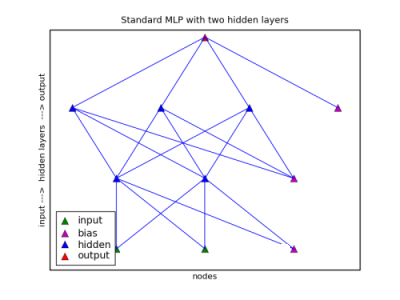 Standard MLP with two hidden layers
input ---> hidden layers ---> output
input
bias
hidden
output
nodes